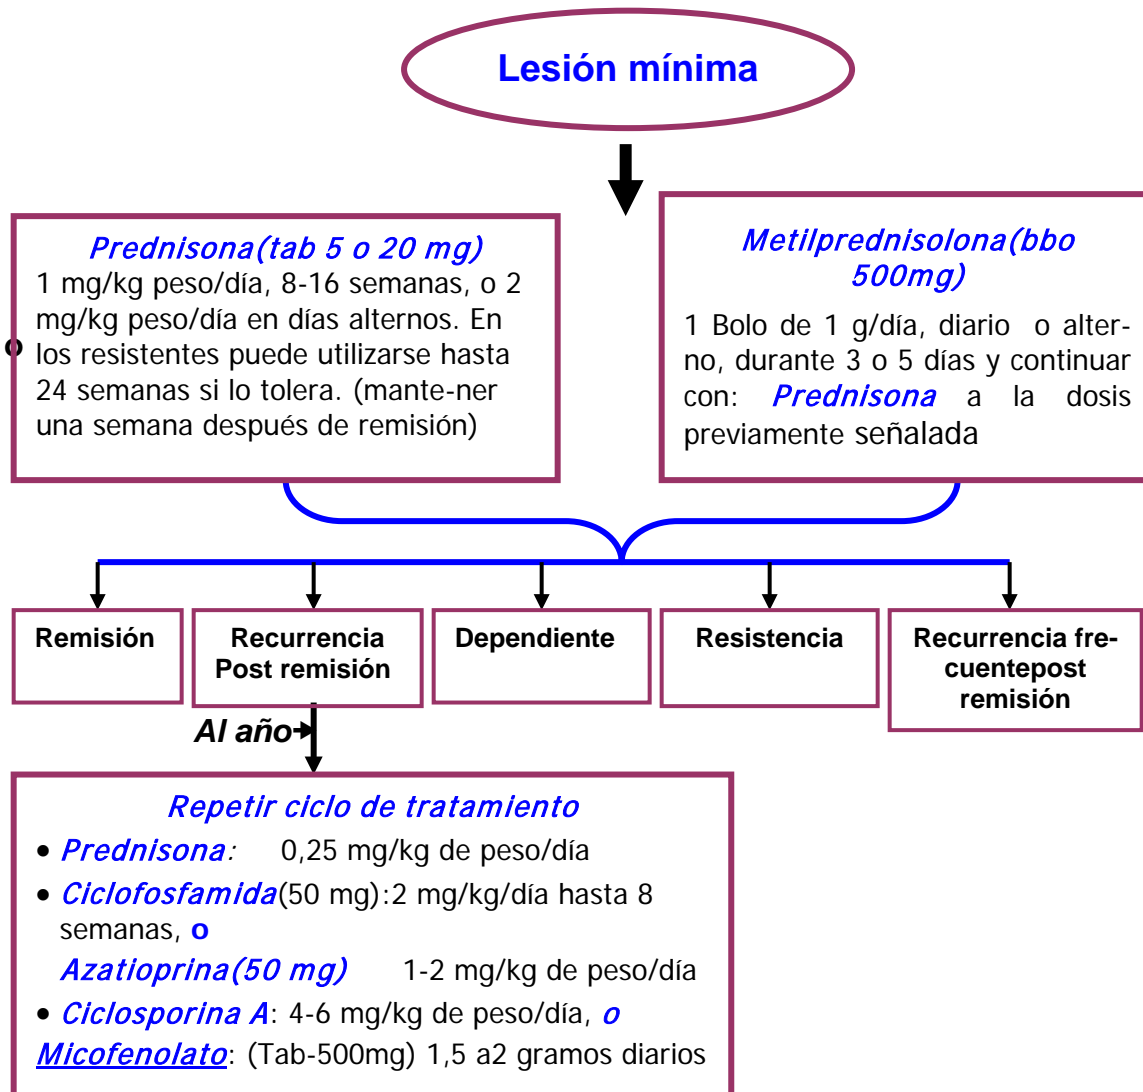 Lesión mínima
Prednisona(tab 5 o 20 mg)
1 mg/kg peso/día, 8-16 semanas, o 2
mg/kg peso/día en días alternos. En
los resistentes puede utilizarse hasta
24 semanas si lo tolera. (mante-ner
una semana después de remisión)
o
Metilprednisolona(bbo
500mg)
1 Bolo de 1 g/día, diario o alter-
no, durante 3 o 5 días y continuar
con: Prednisona a la dosis
previamente señalada
Remisión
Recurrencia
Post remisión
Dependiente
Resistencia
Recurrencia fre-
cuentepost
remisión
Al año
Repetir ciclo de tratamiento
• Prednisona: 0,25 mg/kg de peso/día
• Ciclofosfamida(50 mg):2 mg/kg/día hasta 8
semanas, o
Azatioprina(50 mg) 1-2 mg/kg de peso/día
• Ciclosporina A: 4-6 mg/kg de peso/día, o
Micofenolato: (Tab-500mg) 1,5 a2 gramos diarios